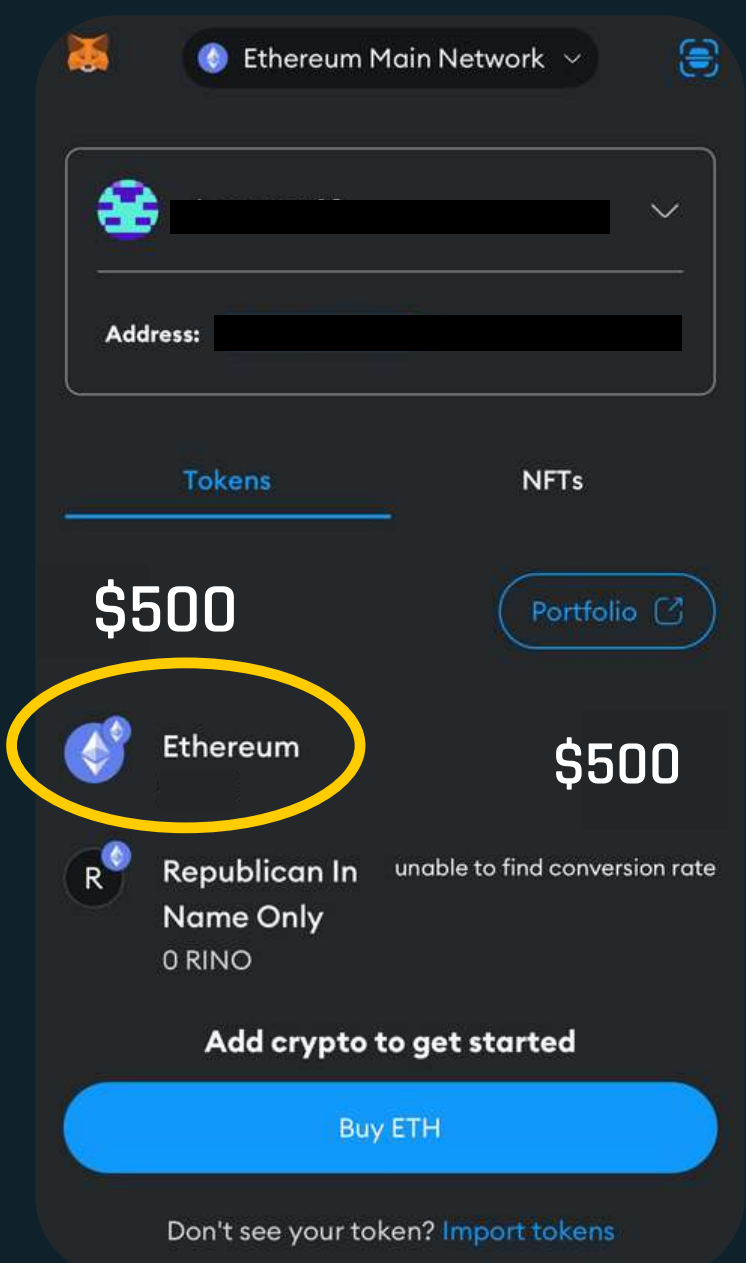 Ethereum Main Network
Address:
Tokens
NFTs
$500
Portfolio
Ethereum
$500
R
Republican In
Name Only
unable to find conversion rate
0 RINO
Add crypto to get started
Buy ETH
Don't see your token? Import tokens